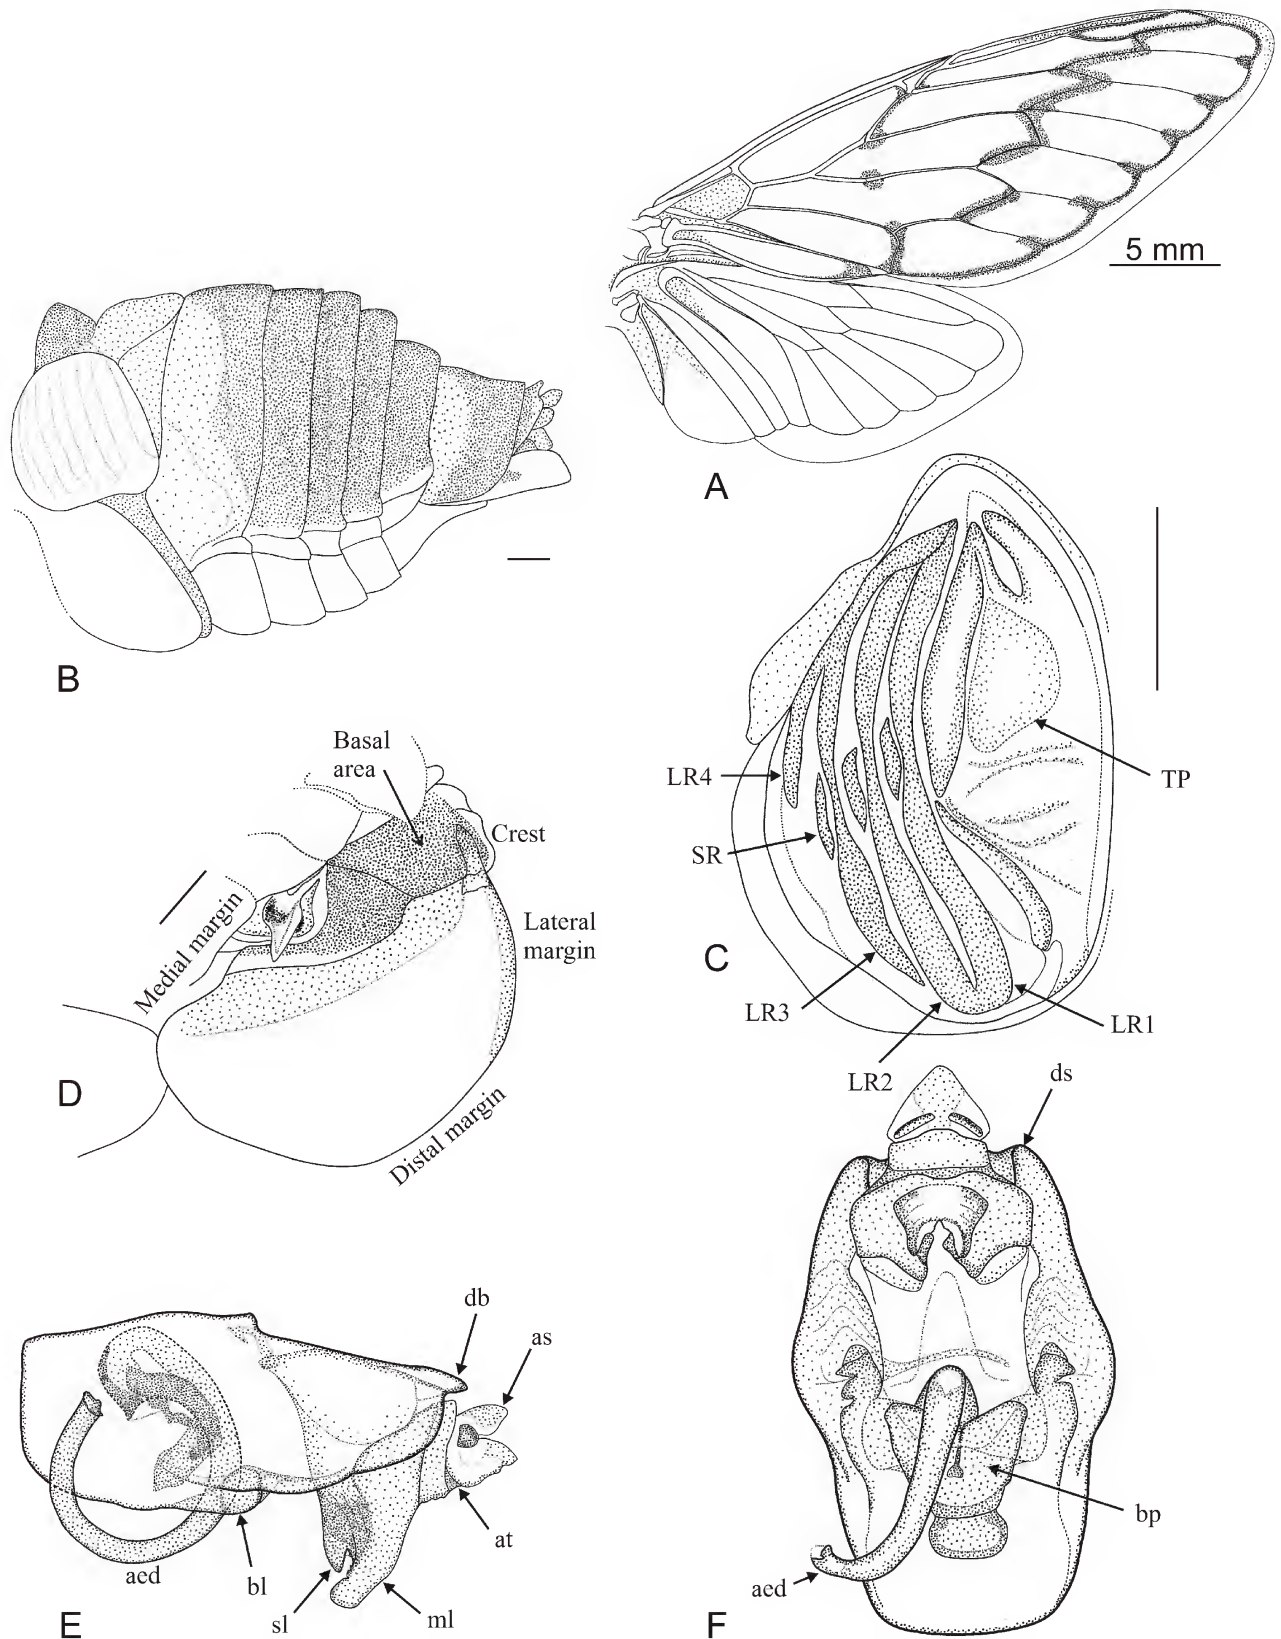 5 mm
A
B
LR4
SR
TP
C
LR3
LR1
LR2
Basal
area
Crest
Medial margin
Lateral
margin
Distal margin
D
db
as
at
aed
bl
sl
ml
E
ds
bp
aed
F